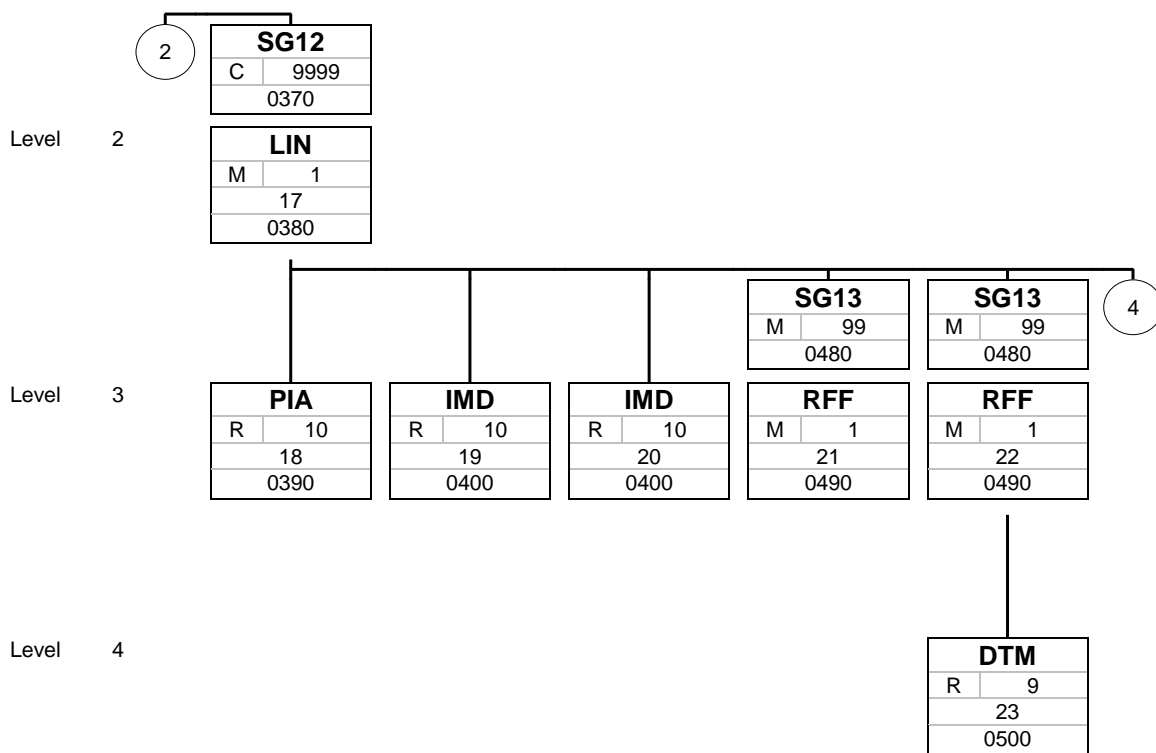 2
SG12
C 9999
0370
Level 2
LIN
M 1
17
0380
SG13 SG13
M 99 M 99
0480 0480
4
Level 3
PIA IMD IMD RFF RFF
R 10 R 10 R 10 M 1 M 1
18 19 20 21 22
0390 0400 0400 0490 0490
Level 4
DTM
R 9
23
0500